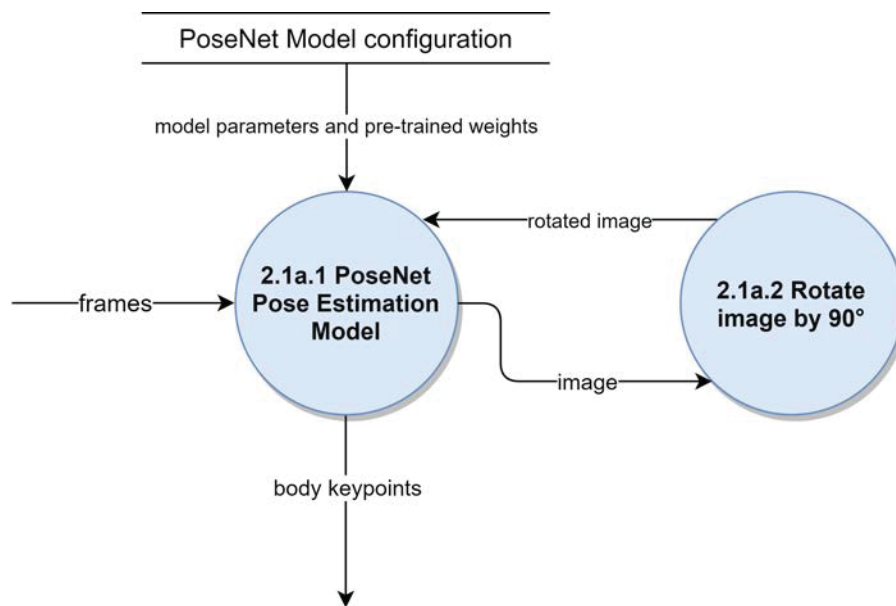 PoseNet Model configuration
model parameters and pre-trained weights
rotated image
2.1a.1 PoseNet
Pose Estimation
Model
2.1a.2 Rotate
image by 90°
frames
image
body keypoints